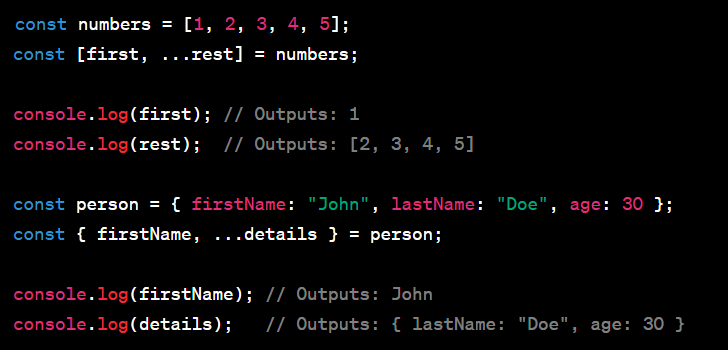 const numbers = [1, 2, 3, 4, 5];
const [first, ...rest] = numbers;
console.log(first); // Outputs: 1
console.log(rest);  // Outputs: [2, 3, 4, 5]
const person = { firstName: "John", lastName: "Doe", age: 30 };
const { firstName, ...details } = person;
console.log(firstName); // Outputs: John
console.log(details);   // Outputs: { lastName: "Doe", age: 30 }